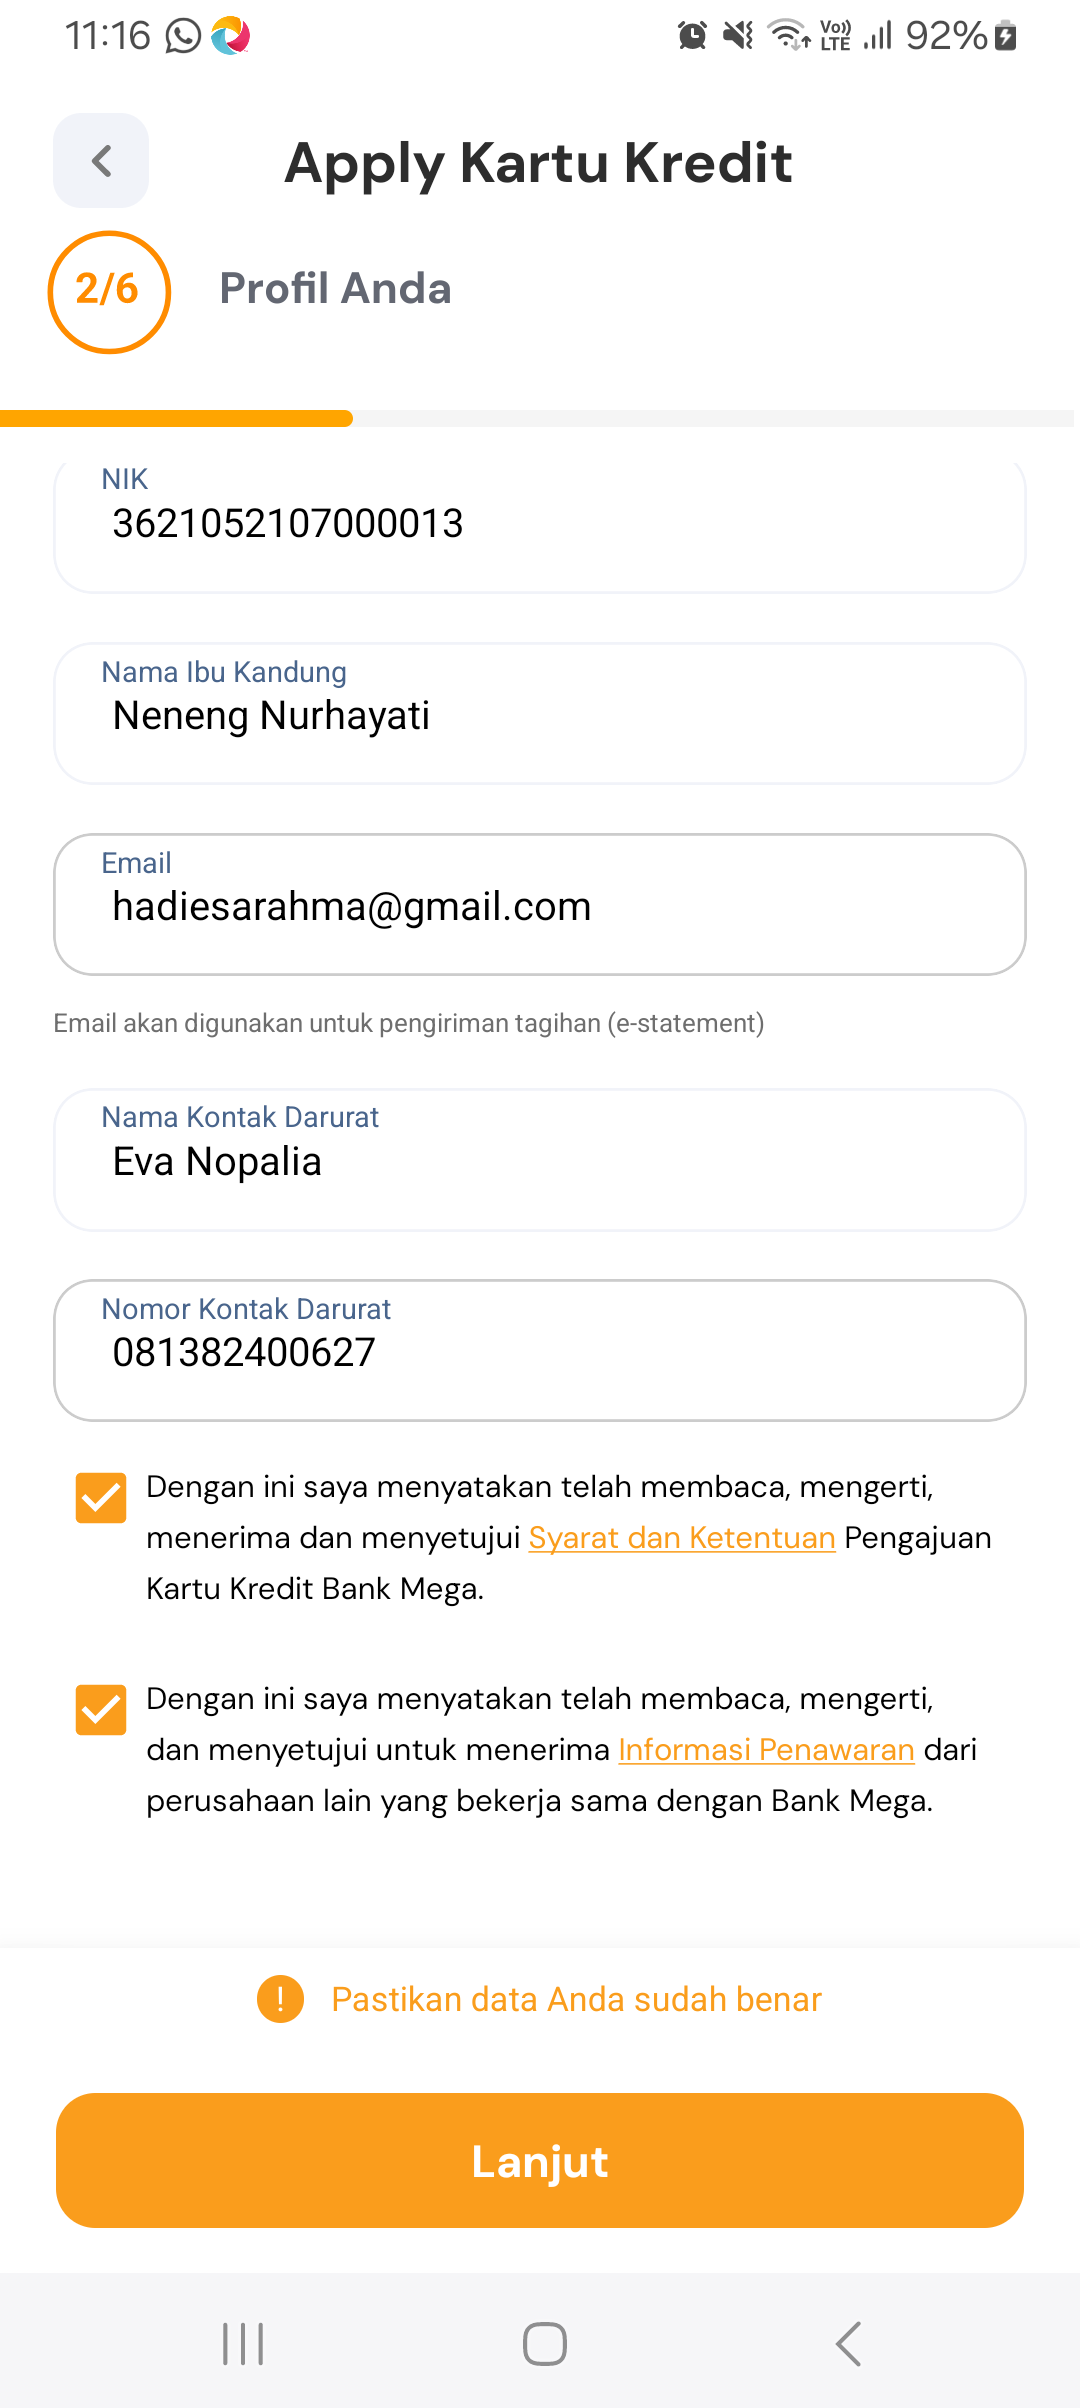 11:16
Vo))
LTE
92%
Apply Kartu Kredit
2/6
Profil Anda
NIK
3621052107000013
Nama Ibu Kandung
Neneng Nurhayati
Email
hadiesarahma@gmail.com
Email akan digunakan untuk pengiriman tagihan (e-statement)
Nama Kontak Darurat
Eva Nopalia
Nomor Kontak Darurat
081382400627
Dengan ini saya menyatakan telah membaca, mengerti,
menerima dan menyetujui Syarat dan Ketentuan Pengajuan
Kartu Kredit Bank Mega.
Dengan ini saya menyatakan telah membaca, mengerti,
dan menyetujui untuk menerima Informasi Penawaran dari
perusahaan lain yang bekerja sama dengan Bank Mega.
Pastikan data Anda sudah benar
Lanjut